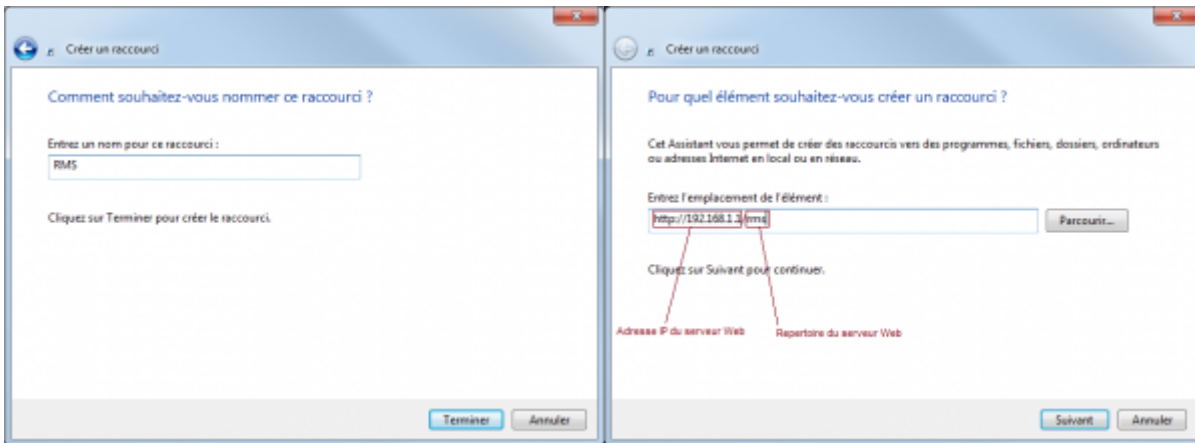 Créer un raccourci
Comment souhaitez-vous nommer ce raccourci ?
Entrez un nom pour ce raccourci :
RMS
Cliquez sur Terminer pour créer le raccourci.
Terminer
Annuler
Créer un raccourci
Pour quel élément souhaitez-vous créer un raccourci ?
Cet Assistant vous permet de créer des raccourcis vers des programmes, fichiers, dossiers, ordinateurs
ou adresses Internet en local ou en réseau.
Entrez l'emplacement de l'élément :
http://192.168.1.1/rms
Parcourir...
Cliquez sur Suivant pour continuer.
Adresse IP du serveur Web
Repertoire du serveur Web
Suivant
Annuler